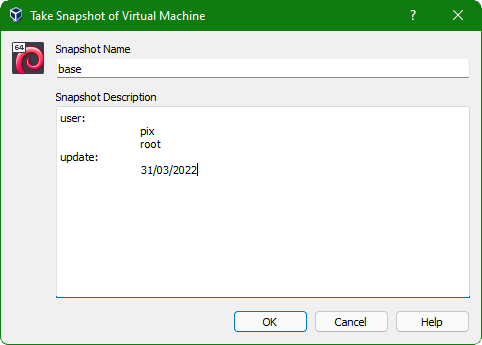 Take Snapshot of Virtual Machine
?
64
Snapshot Name
base
Snapshot Description
user:
pix
root
update:
31/03/2022
OK
Cancel
Help